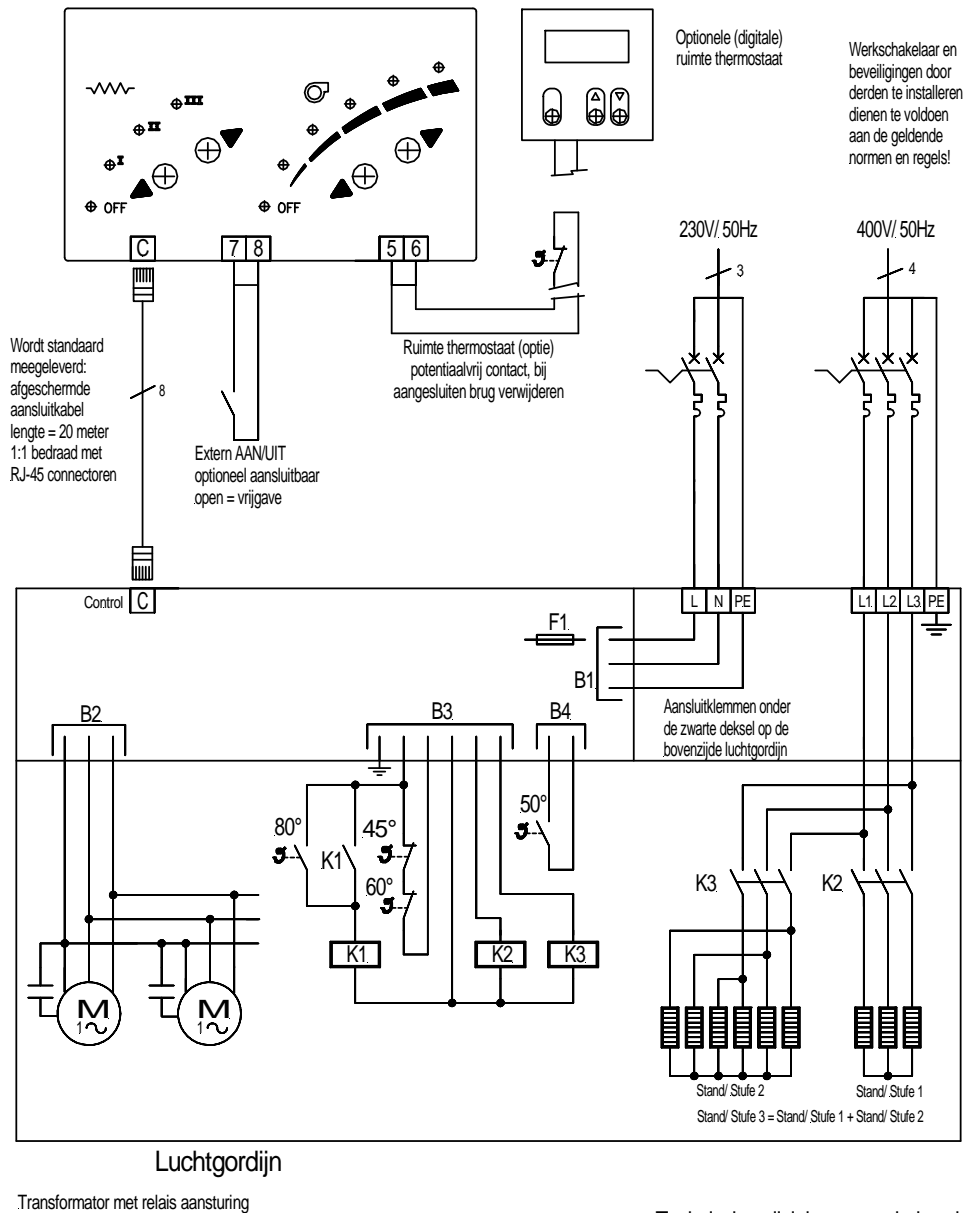 Optionele (digitale)
ruimte thermostaat
Werkschakelaar en
beveiligingen door
derden te installeren
dienen te voldoen
aan de geldende
normen en regels!
III
II
I
OFF
OFF
C
7 8
5 6
230V/ 50Hz
400V/ 50Hz
3
4
Wordt standaard
meegeleverd:
afgeschermde
aansluitkabel
lengte = 20 meter
1:1 bedraad met
RJ-45 connectoren
8
Extern AAN/UIT
optioneel aansluitbaar
open = vrijgave
Ruimte thermostaat (optie)
potentiaalvrij contact, bij
aangesluiten brug verwijderen
Control C
L N PE
L1 L2 L3 PE
F1
B1
Aansluitklemmen onder
de zwarte deksel op de
bovenzijde luchtgordijn
B2
B3
B4
80°
K1
45°
60°
50°
K1
K2
K3
K3
K2
M
1
M
1
Stand/ Stufe 2
Stand/ Stufe 1
Stand/ Stufe 3 = Stand/ Stufe 1 + Stand/ Stufe 2
Luchtgordijn
Transformator met relais aansturing